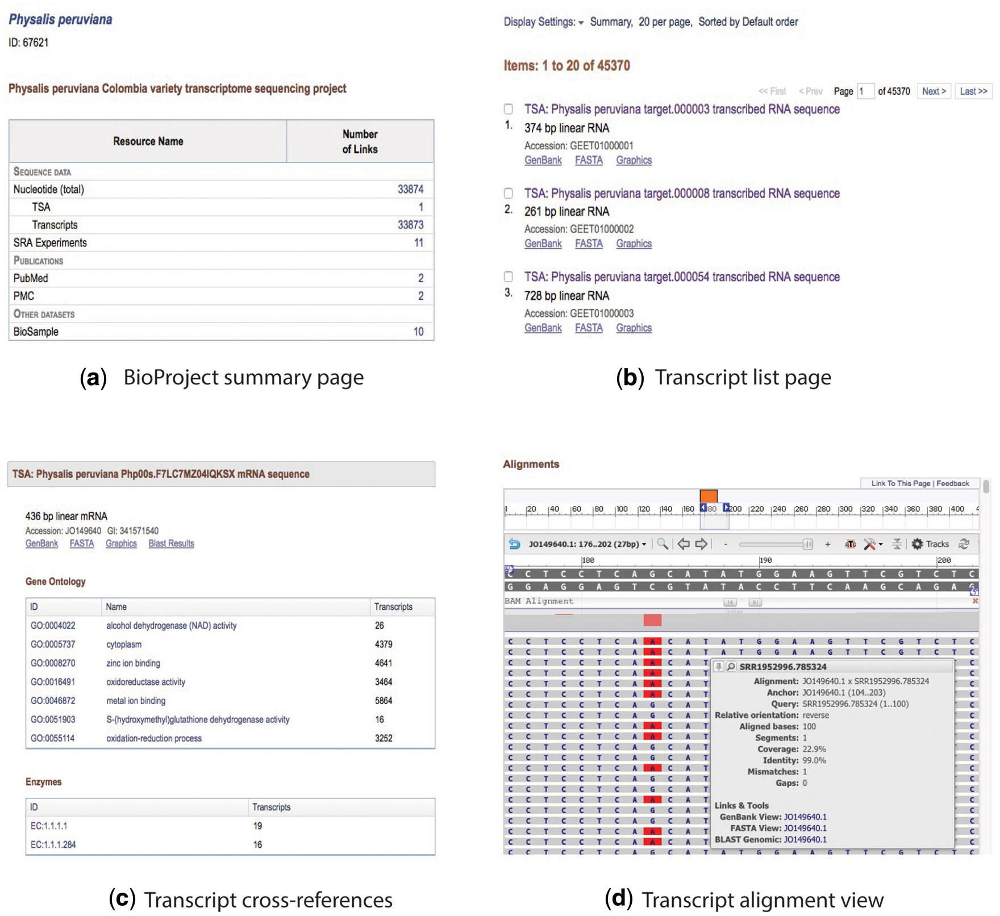 Physalis peruviana
ID: 67621
Physalis peruviana Colombia variety transcriptome sequencing project
Resource Name Number of Links
SEQUENCE DATA
Nucleotide (total) 33874
TSA 1
Transcripts 33873
SRA Experiments 11
PUBLICATIONS
PubMed 2
PMC 2
OTHER DATASETS
BioSample 10
(a) BioProject summary page
Display Settings: Summary, 20 per page, Sorted by Default order
Items: 1 to 20 of 45370
<< First < Prev Page 1 of 45370 Next > Last >>
TSA: Physalis peruviana target.000003 transcribed RNA sequence
1. 374 bp linear RNA
Accession: GEET01000001
GenBank FASTA Graphics
TSA: Physalis peruviana target.000008 transcribed RNA sequence
2. 261 bp linear RNA
Accession: GEET01000002
GenBank FASTA Graphics
TSA: Physalis peruviana target.000054 transcribed RNA sequence
3. 728 bp linear RNA
Accession: GEET01000003
GenBank FASTA Graphics
(b) Transcript list page
TSA: Physalis peruviana Php00s.F7LC7MZ04IQKSX mRNA sequence
436 bp linear mRNA
Accession: JO149640 GI: 341571540
GenBank FASTA Graphics Blast Results
Gene Ontology
ID Name Transcripts
GO:0004022 alcohol dehydrogenase (NAD) activity 26
GO:0005737 cytoplasm 4379
GO:0008270 zinc ion binding 4641
GO:0016491 oxidoreductase activity 3464
GO:0046872 metal ion binding 5864
GO:0051903 S-(hydroxymethyl)glutathione dehydrogenase activity 16
GO:0055114 oxidation-reduction process 3252
Enzymes
ID Transcripts
EC:1.1.1.1 19
EC:1.1.1.284 16
(c) Transcript cross-references
Alignments
Link To This Page | Feedback
1 20 40 60 80 100 120 140 160 180 200 220 240 260 280 300 320 340 360 380 400 4
JO149640.1: 176..202 (27bp) - + ATG Tracks
180 190 200
5'
C C T C C T C A G C A T A T G G A A G T T C G T C T C
G G A G G A G T C G T A T A C C T T C A A G C A G A G
5'
BAM Alignment
C C T C C T C A A C A T A T G G A A G T T C G T C T C
C C T C C T C A A C A T A T G G A A G T T C G T C T C
C C T C C T C A A C A T C
C C T C C T C A A C A T C
C C T C C T C A A C A T C
C C T C C T C A A C A T C
C C T C C T C A G C A T C
C C T C C T C A G C A T C
C C T C C T C A A C A T C
C C T C C T C A A C A T C
C C T C C T C A G C A T C
C C T C C T C A G C A T C
C C T C C T C A A C A T C
C C T C C T C A G C A T C
C C T C C T C A G C A T C
C C T C C T C A A C A T C
C C T C C T C A G C A T C
C C T C C T C A G C A T C
C C T C C T C A A C A T C
C C T C C T C A A C A T C
C C T C C T C A G C A T A T G G A A G T T C G T C T C
SRR1952996.785324
Alignment: JO149640.1 x SRR1952996.785324
Anchor: JO149640.1 (104..203)
Query: SRR1952996.785324 (1..100)
Relative orientation: reverse
Aligned bases: 100
Segments: 1
Coverage: 22.9%
Identity: 99.0%
Mismatches: 1
Gaps: 0
Links & Tools
GenBank View: JO149640.1
FASTA View: JO149640.1
BLAST Genomic: JO149640.1
(d) Transcript alignment view